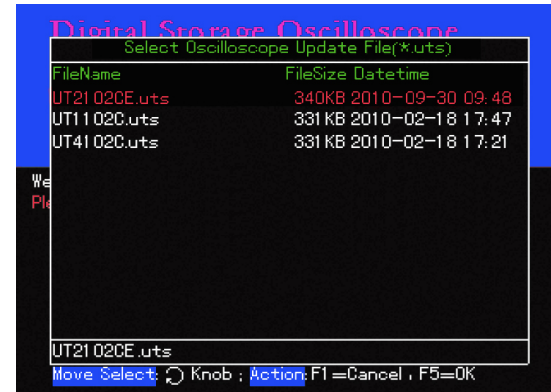 Digital Storage Oscilloscope
Select Oscilloscope Update File(*.uts)
FileName FileSize Datetime
UT2102CE.uts 340KB 2010-09-30 09:48
UT1102C.uts 331KB 2010-02-18 17:47
UT4102C.uts 331KB 2010-02-18 17:21
UT2102CE.uts
Move Select: Knob ; Action: F1=Cancel , F5=OK